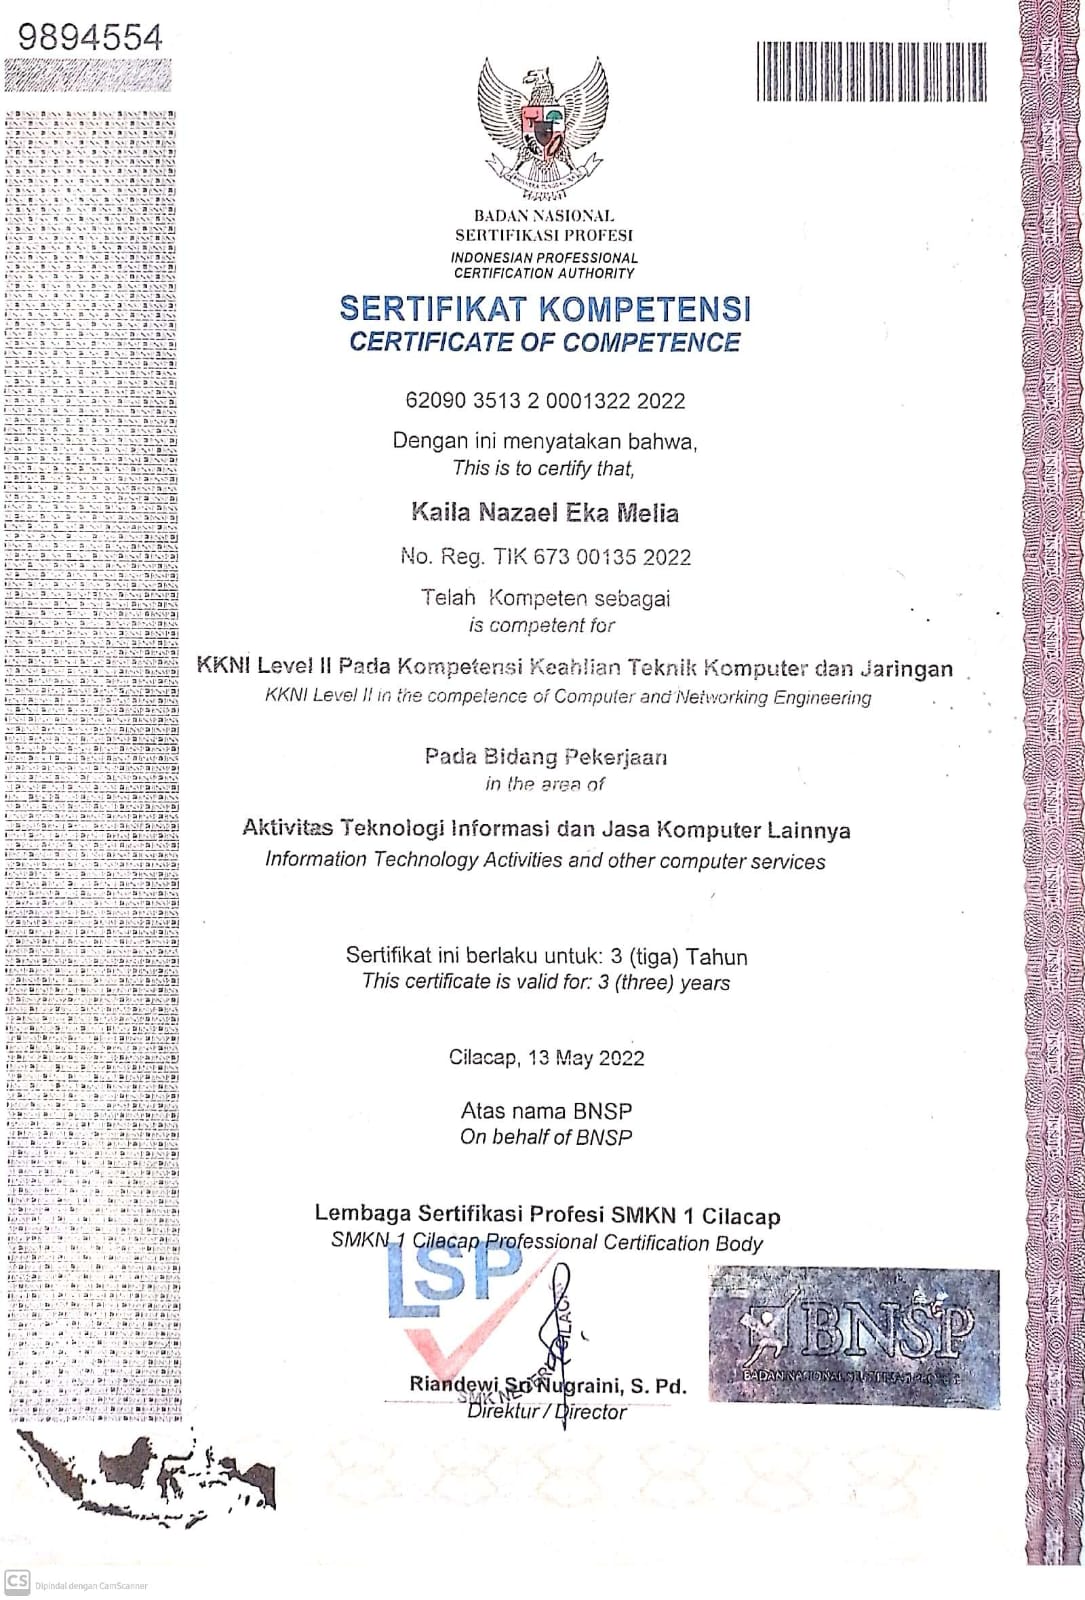 9894554
BADAN NASIONAL
SERTIFIKASI PROFESI
INDONESIAN PROFESSIONAL
CERTIFICATION AUTHORITY
SERTIFIKAT KOMPETENSI
CERTIFICATE OF COMPETENCE
62090 3513 2 0001322 2022
Dengan ini menyatakan bahwa,
This is to certify that,
Kaila Nazael Eka Melia
No. Reg. TIK 673 00135 2022
Telah Kompeten sebagai
is competent for
KKNI Level II Pada Kompetensi Keahlian Teknik Komputer dan Jaringan
KKNI Level II in the competence of Computer and Networking Engineering
Pada Bidang Pekerjaan
in the area of
Aktivitas Teknologi Informasi dan Jasa Komputer Lainnya
Information Technology Activities and other computer services
Sertifikat ini berlaku untuk: 3 (tiga) Tahun
This certificate is valid for: 3 (three) years
Cilacap, 13 May 2022
Atas nama BNSP
On behalf of BNSP
Lembaga Sertifikasi Profesi SMKN 1 Cilacap
SMKN 1 Cilacap Professional Certification Body
LSP
BNSP
BADAN NASIONAL
Riandewi Sri Nugraini, S. Pd.
Direktur / Director
CS Dipindai dengan CamScanner